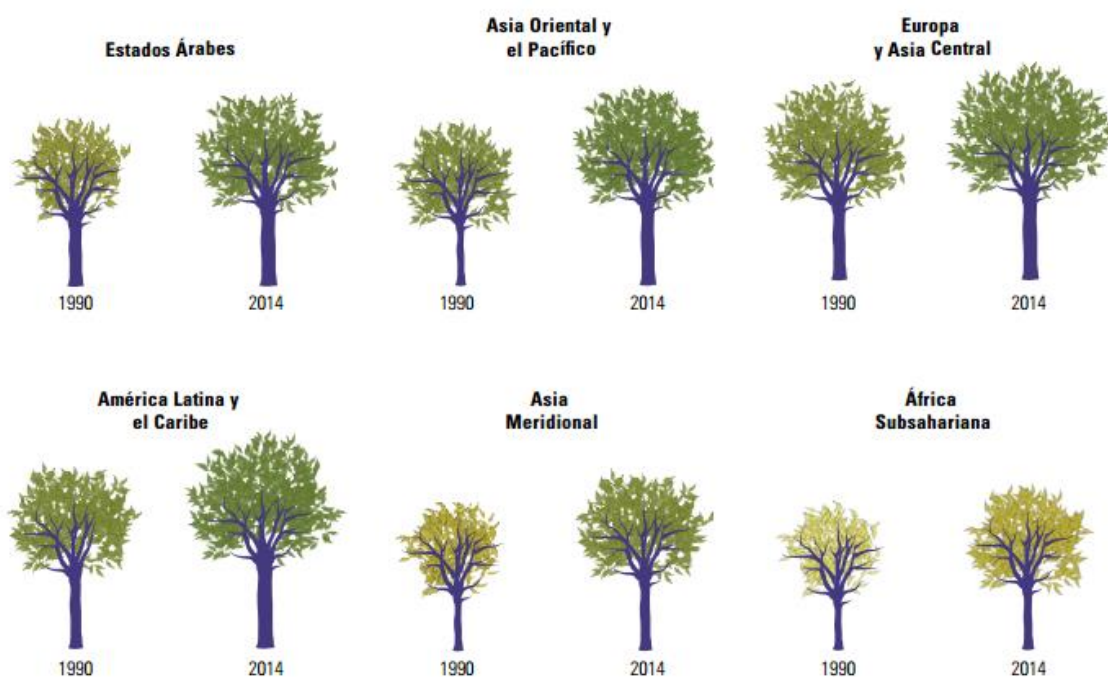 Estados Árabes
Asia Oriental y
el Pacífico
Europa
y Asia Central
1990
2014
1990
2014
1990
2014
América Latina y
el Caribe
Asia
Meridional
África
Subsahariana
1990
2014
1990
2014
1990
2014